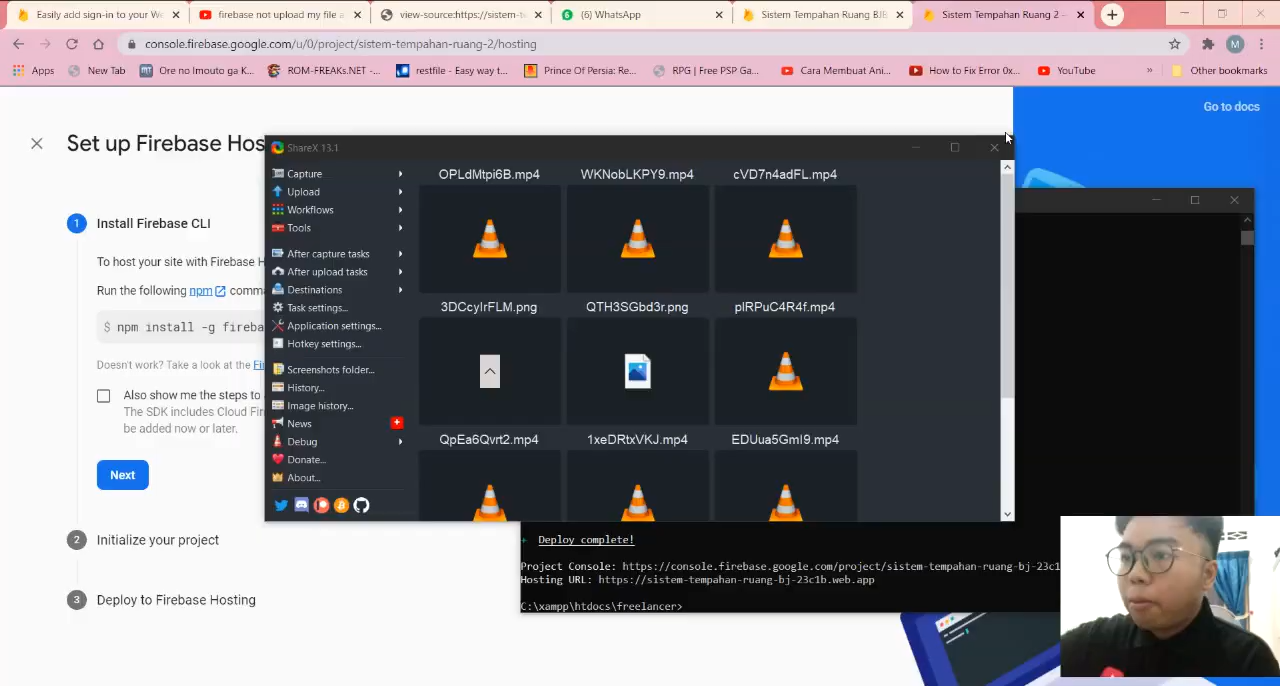 Easily add sign-in to your We
firebase not upload my file a
view-source:https://sistem-t
(6) WhatsApp
Sistem Tempahan Ruang BJB
Sistem Tempahan Ruang 2 –
console.firebase.google.com/u/0/project/sistem-tempahan-ruang-2/hosting
M
Apps
New Tab
Ore no Imouto ga K...
ROM-FREAKs.NET -...
restfile - Easy way t...
Prince Of Persia: Re...
RPG | Free PSP Ga...
Cara Membuat Ani...
How to Fix Error 0x...
YouTube
»
Other bookmarks
Go to docs
Set up Firebase Hos
1
Install Firebase CLI
To host your site with Firebase H
Run the following npm comma
$ npm install -g fireba
Doesn't work? Take a look at the Fir
Also show me the steps to
The SDK includes Cloud Fir
be added now or later.
Next
2
Initialize your project
3
Deploy to Firebase Hosting
ShareX 13.1
Capture
Upload
Workflows
Tools
After capture tasks
After upload tasks
Destinations
Task settings...
Application settings...
Hotkey settings...
Screenshots folder...
History...
Image history...
News
Debug
Donate...
About...
OPLdMtpi6B.mp4
WKNobLKPY9.mp4
cVD7n4adFL.mp4
3DCcyIrFLM.png
QTH3SGbd3r.png
plRPuC4R4f.mp4
QpEa6Qvrt2.mp4
1xeDRtxVKJ.mp4
EDUua5GmI9.mp4
+ Deploy complete!
Project Console: https://console.firebase.google.com/project/sistem-tempahan-ruang-bj-23c1
Hosting URL: https://sistem-tempahan-ruang-bj-23c1b.web.app
C:\xampp\htdocs\freelancer>